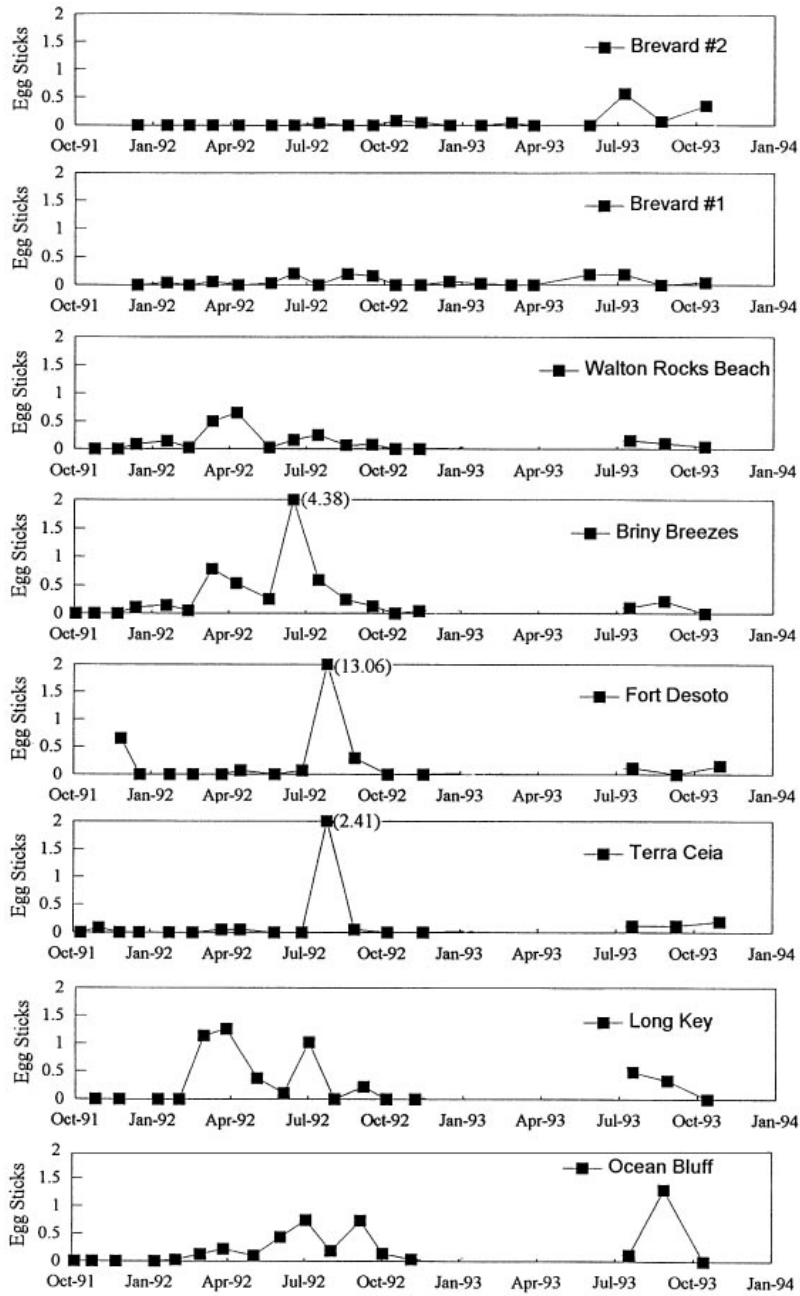 Egg Sticks
2
1.5
1
0.5
0
Brevard #2
Oct-91 Jan-92 Apr-92 Jul-92 Oct-92 Jan-93 Apr-93 Jul-93 Oct-93 Jan-94
Egg Sticks
2
1.5
1
0.5
0
Brevard #1
Oct-91 Jan-92 Apr-92 Jul-92 Oct-92 Jan-93 Apr-93 Jul-93 Oct-93 Jan-94
Egg Sticks
2
1.5
1
0.5
0
Walton Rocks Beach
Oct-91 Jan-92 Apr-92 Jul-92 Oct-92 Jan-93 Apr-93 Jul-93 Oct-93 Jan-94
Egg Sticks
2
1.5
1
0.5
0
(4.38)
Briny Breezes
Oct-91 Jan-92 Apr-92 Jul-92 Oct-92 Jan-93 Apr-93 Jul-93 Oct-93 Jan-94
Egg Sticks
2
1.5
1
0.5
0
(13.06)
Fort Desoto
Oct-91 Jan-92 Apr-92 Jul-92 Oct-92 Jan-93 Apr-93 Jul-93 Oct-93 Jan-94
Egg Sticks
2
1.5
1
0.5
0
(2.41)
Terra Ceia
Oct-91 Jan-92 Apr-92 Jul-92 Oct-92 Jan-93 Apr-93 Jul-93 Oct-93 Jan-94
Egg Sticks
2
1.5
1
0.5
0
Long Key
Oct-91 Jan-92 Apr-92 Jul-92 Oct-92 Jan-93 Apr-93 Jul-93 Oct-93 Jan-94
Egg Sticks
2
1.5
1
0.5
0
Ocean Bluff
Oct-91 Jan-92 Apr-92 Jul-92 Oct-92 Jan-93 Apr-93 Jul-93 Oct-93 Jan-94